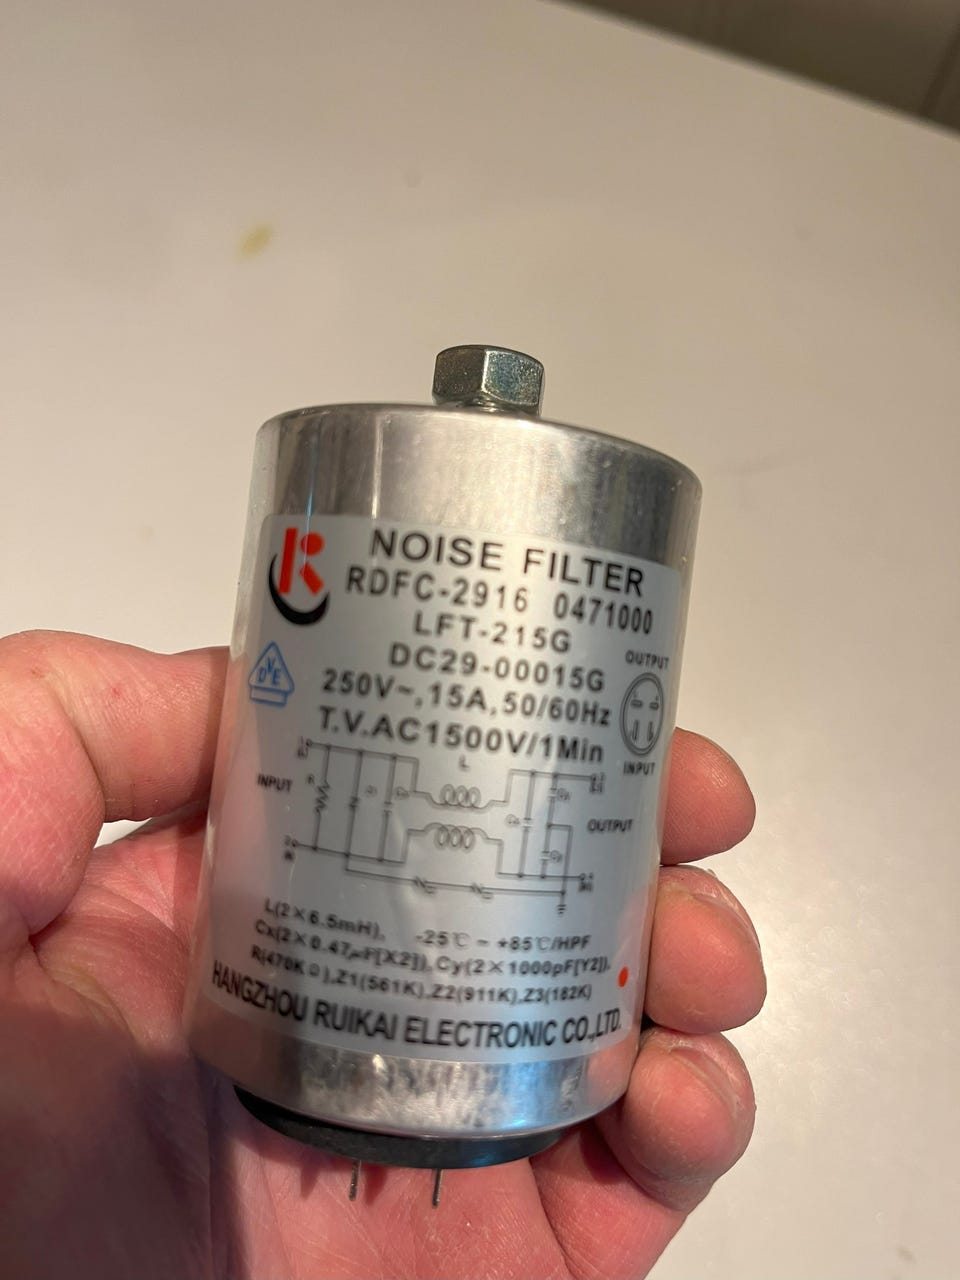 NOISE FILTER
RDFC-2916 0471000
LFT-215G
DC29-00015G
250V~,15A,50/60Hz
T.V.AC1500V/1Min
OUTPUT
INPUT
DVE
L
INPUT
R
OUTPUT
L(2×6.5mH), -25℃ ~ +85℃/HPF
Cx(2×0.47μF[X2]),Cy(2×1000pF[Y2]),
R(470KΩ),Z1(561K),Z2(911K),Z3(182K)
HANGZHOU RUIKAI ELECTRONIC CO.,LTD.